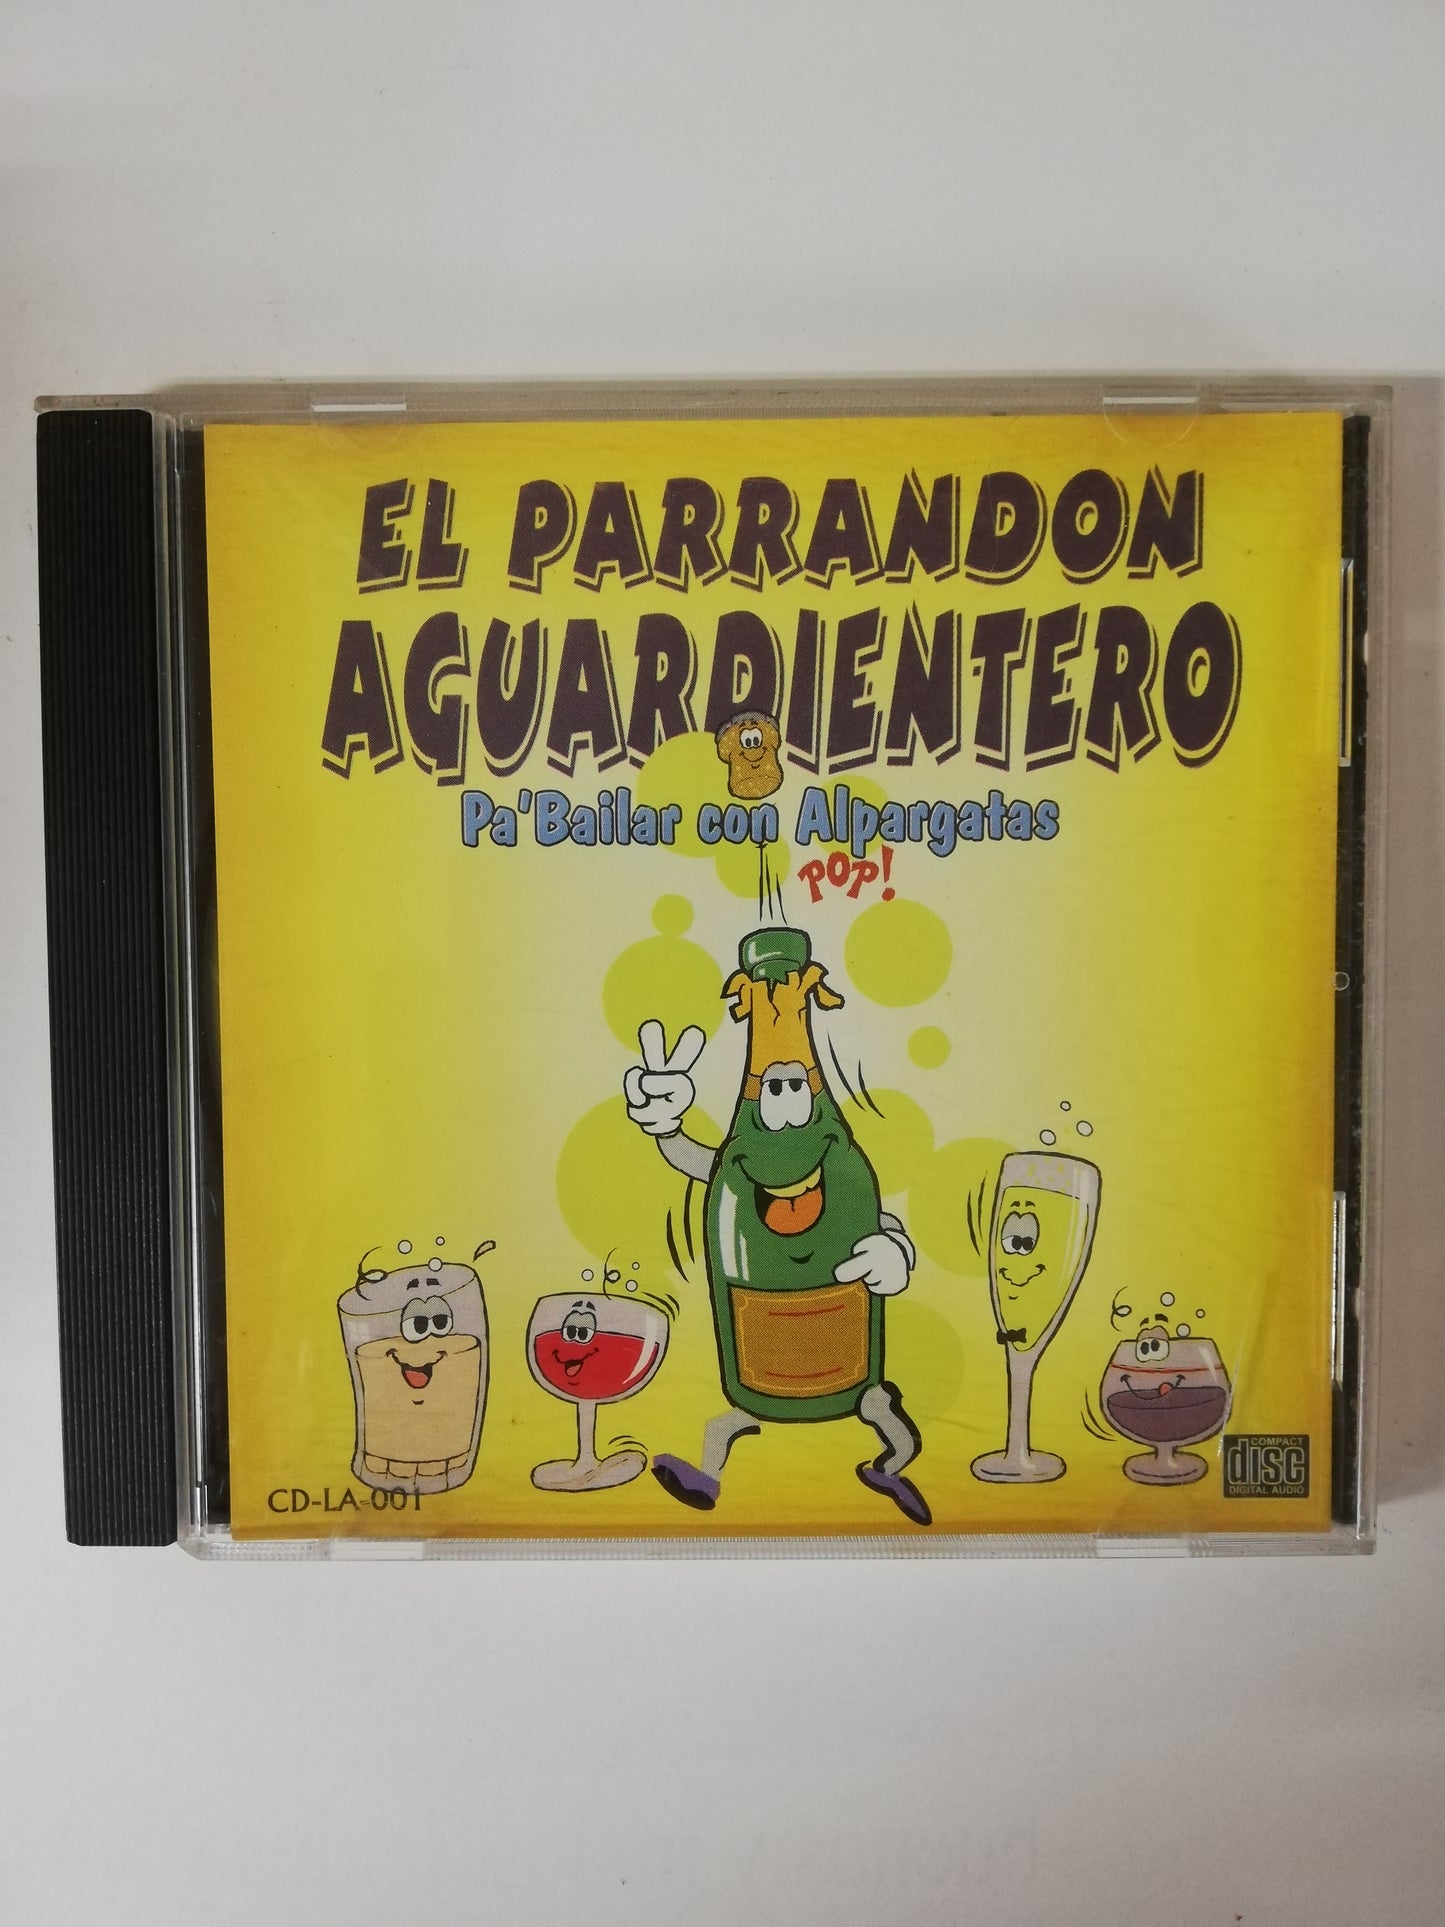 EL PARRANDON
AGUARDIENTERO
Pa'Bailar con Alpargatas
POP!
CD-LA-001
COMPACT
disc
DIGITAL AUDIO